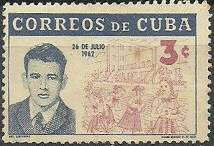 CORREOS DE CUBA
26 DE JULIO
1962
3¢